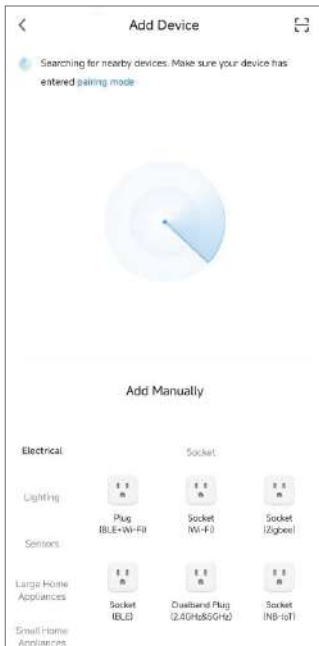 Add Device
Searching for nearby devices. Make sure your device has
entered pairing mode
Add Manually
Electrical
Socket
Lighting
Plug
(BLE+Wi-Fi)
Socket
(Wi-Fi)
Socket
(Zigbee)
Sensors
Large Home
Appliances
Socket
(BLE)
Dualband Plug
(2.4GHz&5GHz)
Socket
(NB-IoT)
Small Home
Appliances